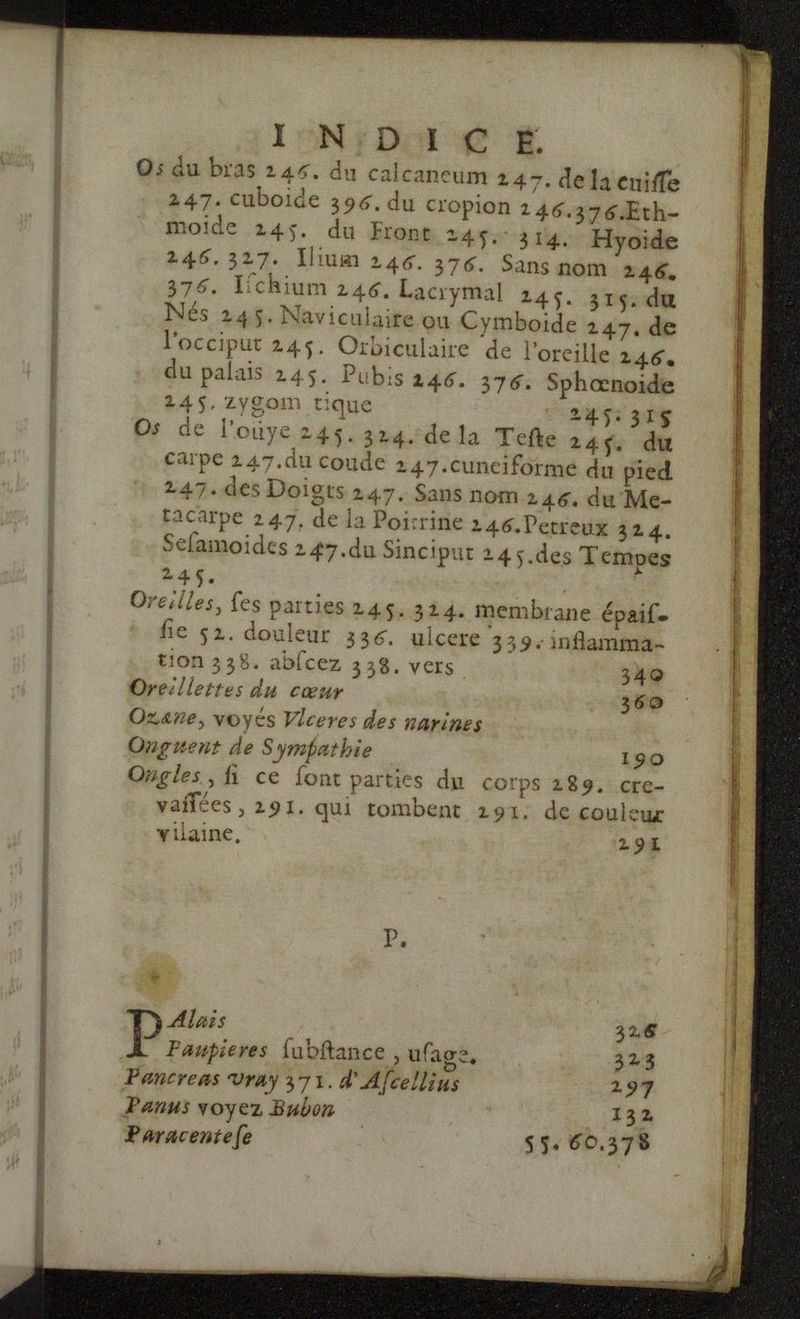 INDICE.
Os du bras 246. du calcaneum 247. de la cuiſſe
247. cuboide 396. du cropion 246.376.Eth-
moide 245. du Front 245. 314. Hyoide
246. 327. Ilium 246. 376. Sans nom 246.
376. Iſchium 246. Lacrymal 245. 315. du
Nés 245. Naviculaire ou Cymboide 247. de
l'occiput 245. Orbiculaire de l'oreille 246.
du palais 245. Pubis 246. 376. Sphœnoide
245. zygom tique 245. 315
Os de l'oüye 245. 324. de la Teſte 245. du
carpe 247.du coude 247.cuneiforme du pied
247. des Doigts 247. Sans nom 246. du Me-
tacarpe 247. de la Poitrine 246.Petreux 324.
Seſamoides 247.du Sinciput 245.des Tempes
245.
Oreilles, ſes parties 245. 324. membrane épaiſ-
ſie 52. douleur 336. ulcere 339. inflamma-
tion 338. abſcez 338. vers 340
Oreillettes du cœur 360
Ozane, voyés Vlceres des narines
Onguent de Sympathie 190
Ongles, ſi ce ſont parties du corps 289. cre-
vaſſées, 291. qui tombent 291. de couleur
vilaine. 291
P.
PAlais 326
Paupieres ſubſtance, uſage. 323
Pancreas vray 371. d'Aſcellius 297
Panus voyez Bubon 132
Paracenteſe 55. 60.378